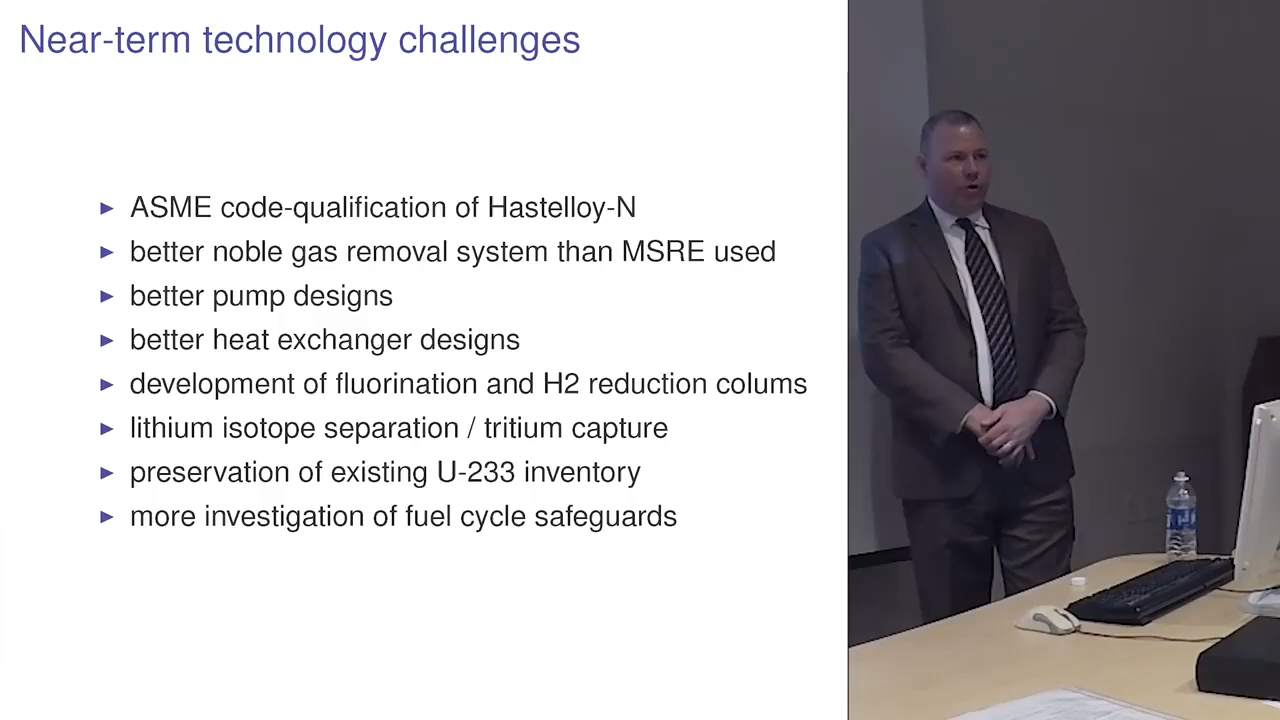 Near-term technology challenges
▶ ASME code-qualification of Hastelloy-N
▶ better noble gas removal system than MSRE used
▶ better pump designs
▶ better heat exchanger designs
▶ development of fluorination and H2 reduction colums
▶ lithium isotope separation / tritium capture
▶ preservation of existing U-233 inventory
▶ more investigation of fuel cycle safeguards